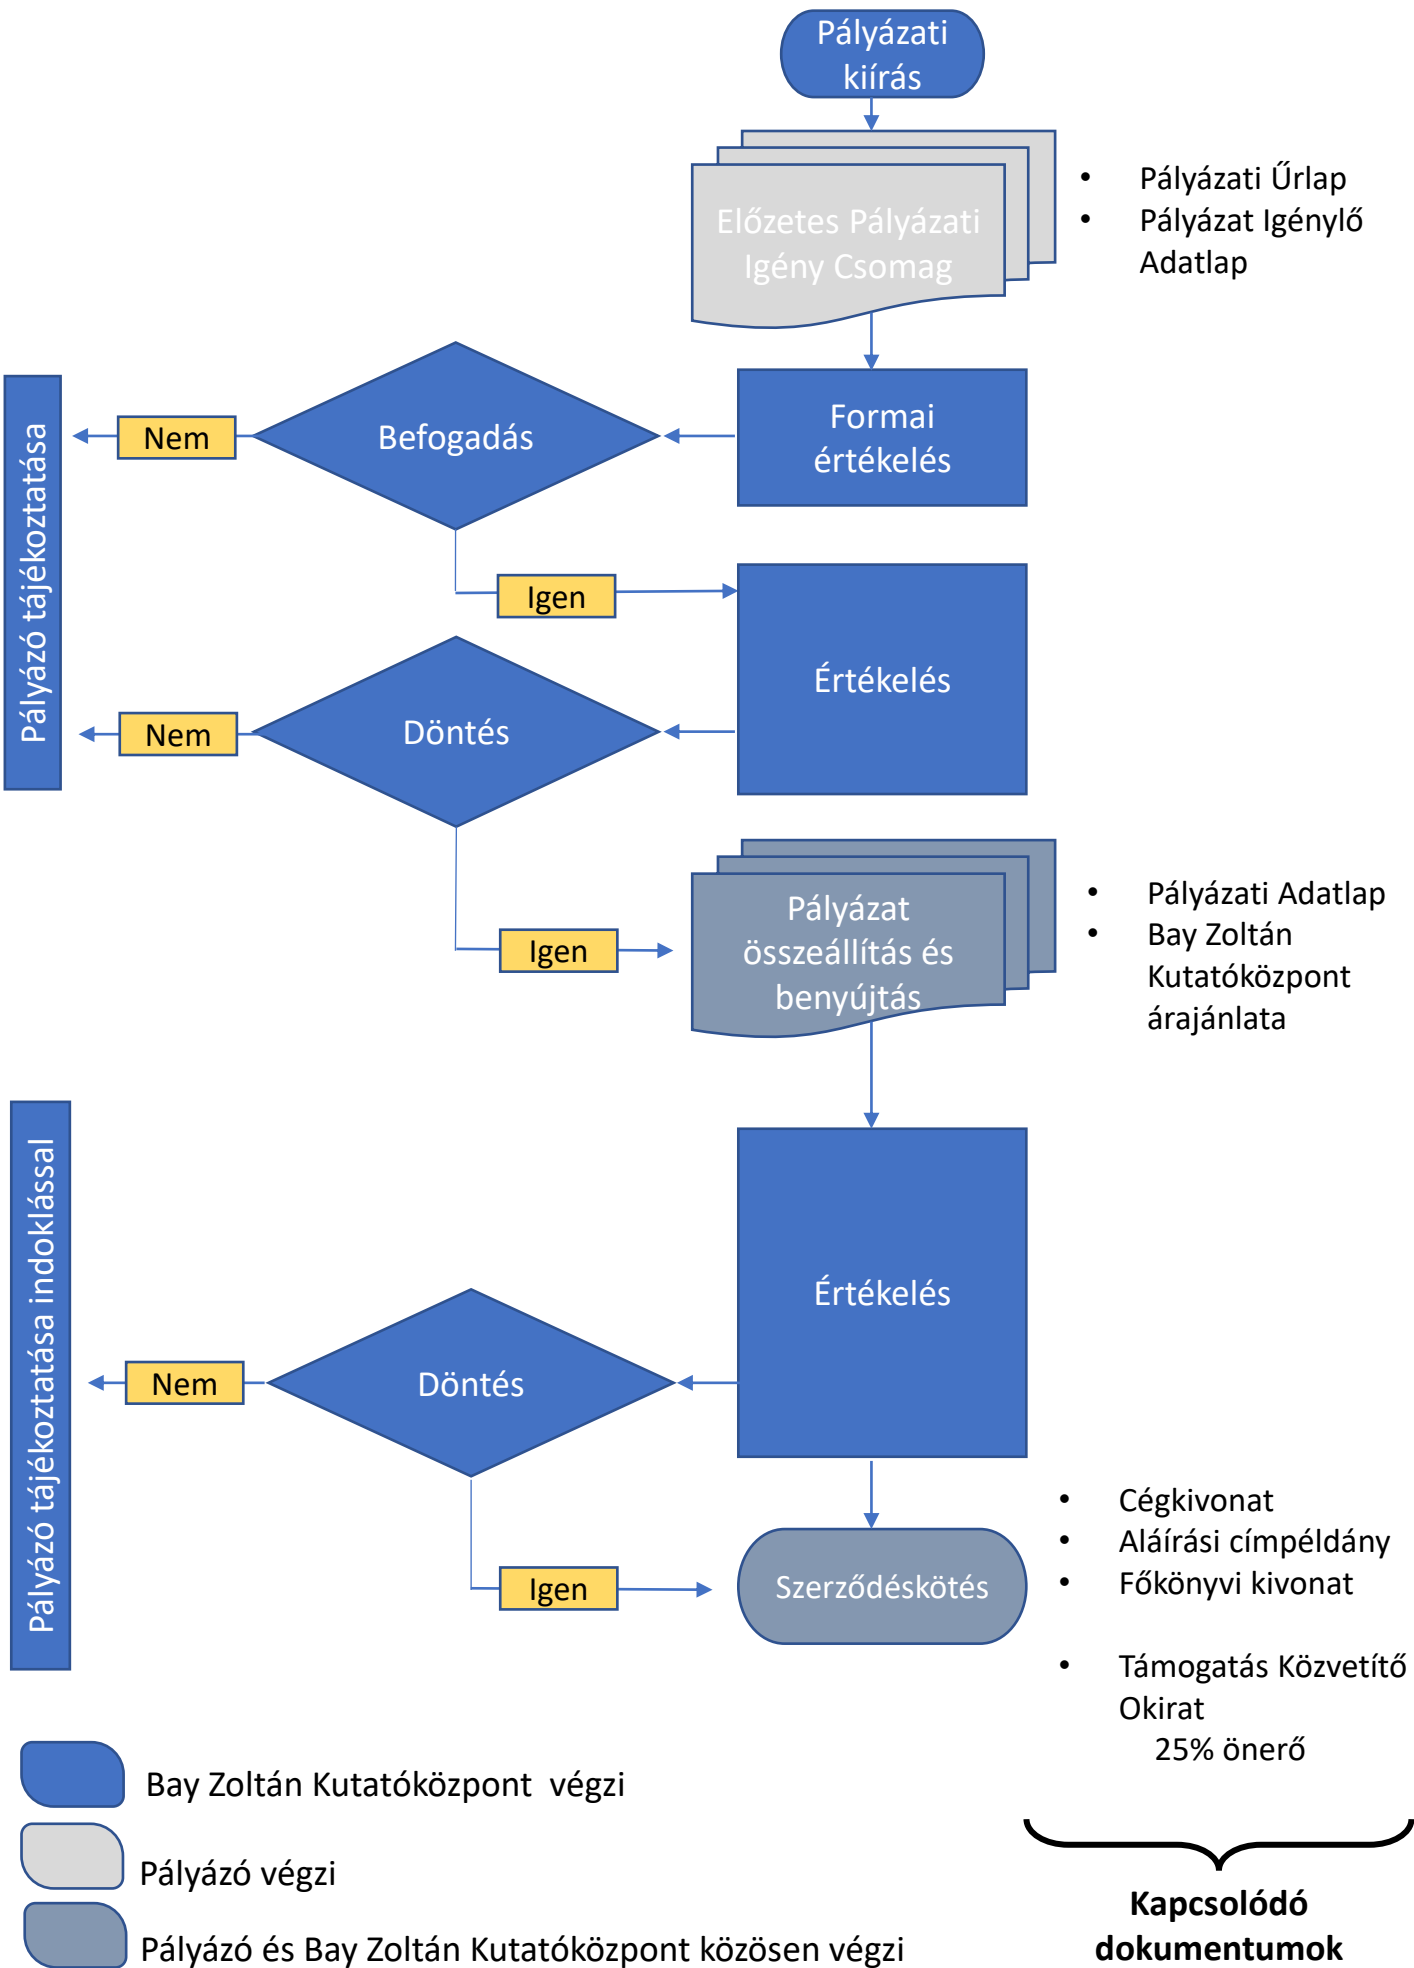 Pályázati
kiírás
Előzetes Pályázati
Igény Csomag
• Pályázati Űrlap
• Pályázat Igénylő
Adatlap
Formai
értékelés
Befogadás
Nem
Pályázó tájékoztatása
Igen
Értékelés
Döntés
Nem
Igen
Pályázat
összeállítás és
benyújtás
• Pályázati Adatlap
• Bay Zoltán
Kutatóközpont
árajánlata
Értékelés
Döntés
Nem
Pályázó tájékoztatása indoklással
Igen
Szerződéskötés
• Cégkivonat
• Aláírási címpéldány
• Főkönyvi kivonat
• Támogatás Közvetítő
Okirat
25% önerő
Bay Zoltán Kutatóközpont végzi
Pályázó végzi
Pályázó és Bay Zoltán Kutatóközpont közösen végzi
Kapcsolódó
dokumentumok